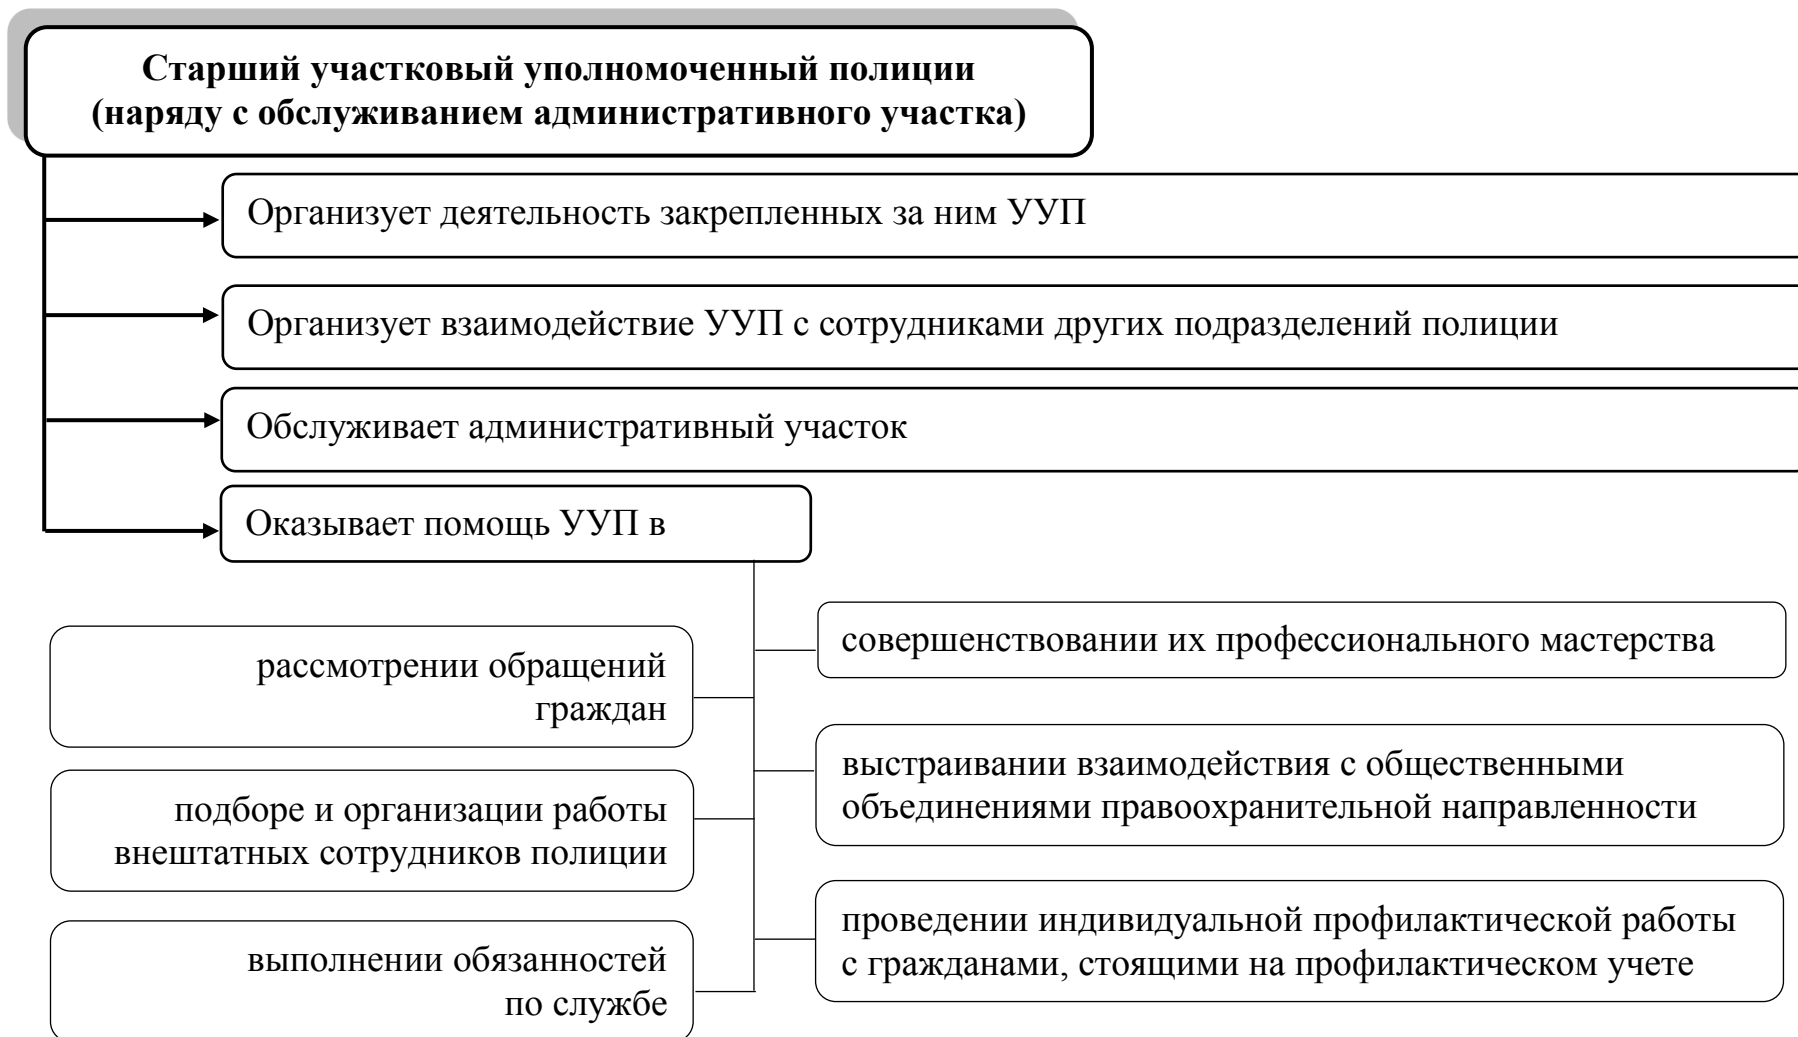 Старший участковый уполномоченный полиции
(наряду с обслуживанием административного участка)
Организует деятельность закрепленных за ним УУП
Организует взаимодействие УУП с сотрудниками других подразделений полиции
Обслуживает административный участок
Оказывает помощь УУП в
рассмотрении обращений
граждан
подборе и организации работы
внештатных сотрудников полиции
выполнении обязанностей
по службе
совершенствовании их профессионального мастерства
выстраивании взаимодействия с общественными
объединениями правоохранительной направленности
проведении индивидуальной профилактической работы
с гражданами, стоящими на профилактическом учете